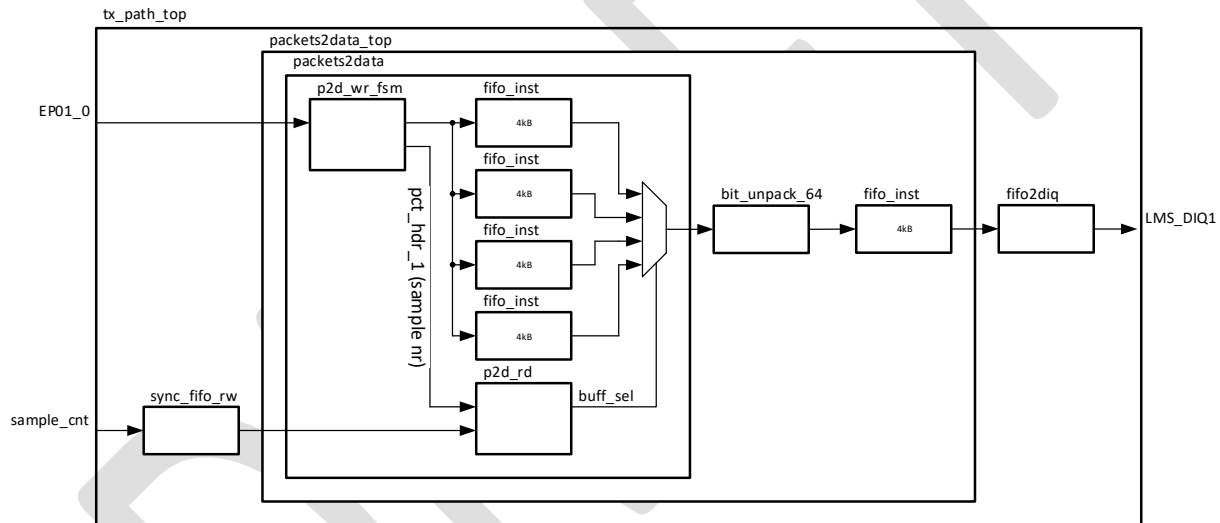 tx_path_top
packets2data_top
packets2data
p2d_wr_fsm
fifo_inst
EP01_0
4kB
fifo_inst
4kB
pct_hdr_1 (sample nr)
bit_unpack_64
fifo_inst
fifo2diq
4kB
LMS_DIQ1
fifo_inst
4kB
fifo_inst
4kB
p2d_rd
buff_sel
sync_fifo_rw
sample_cnt